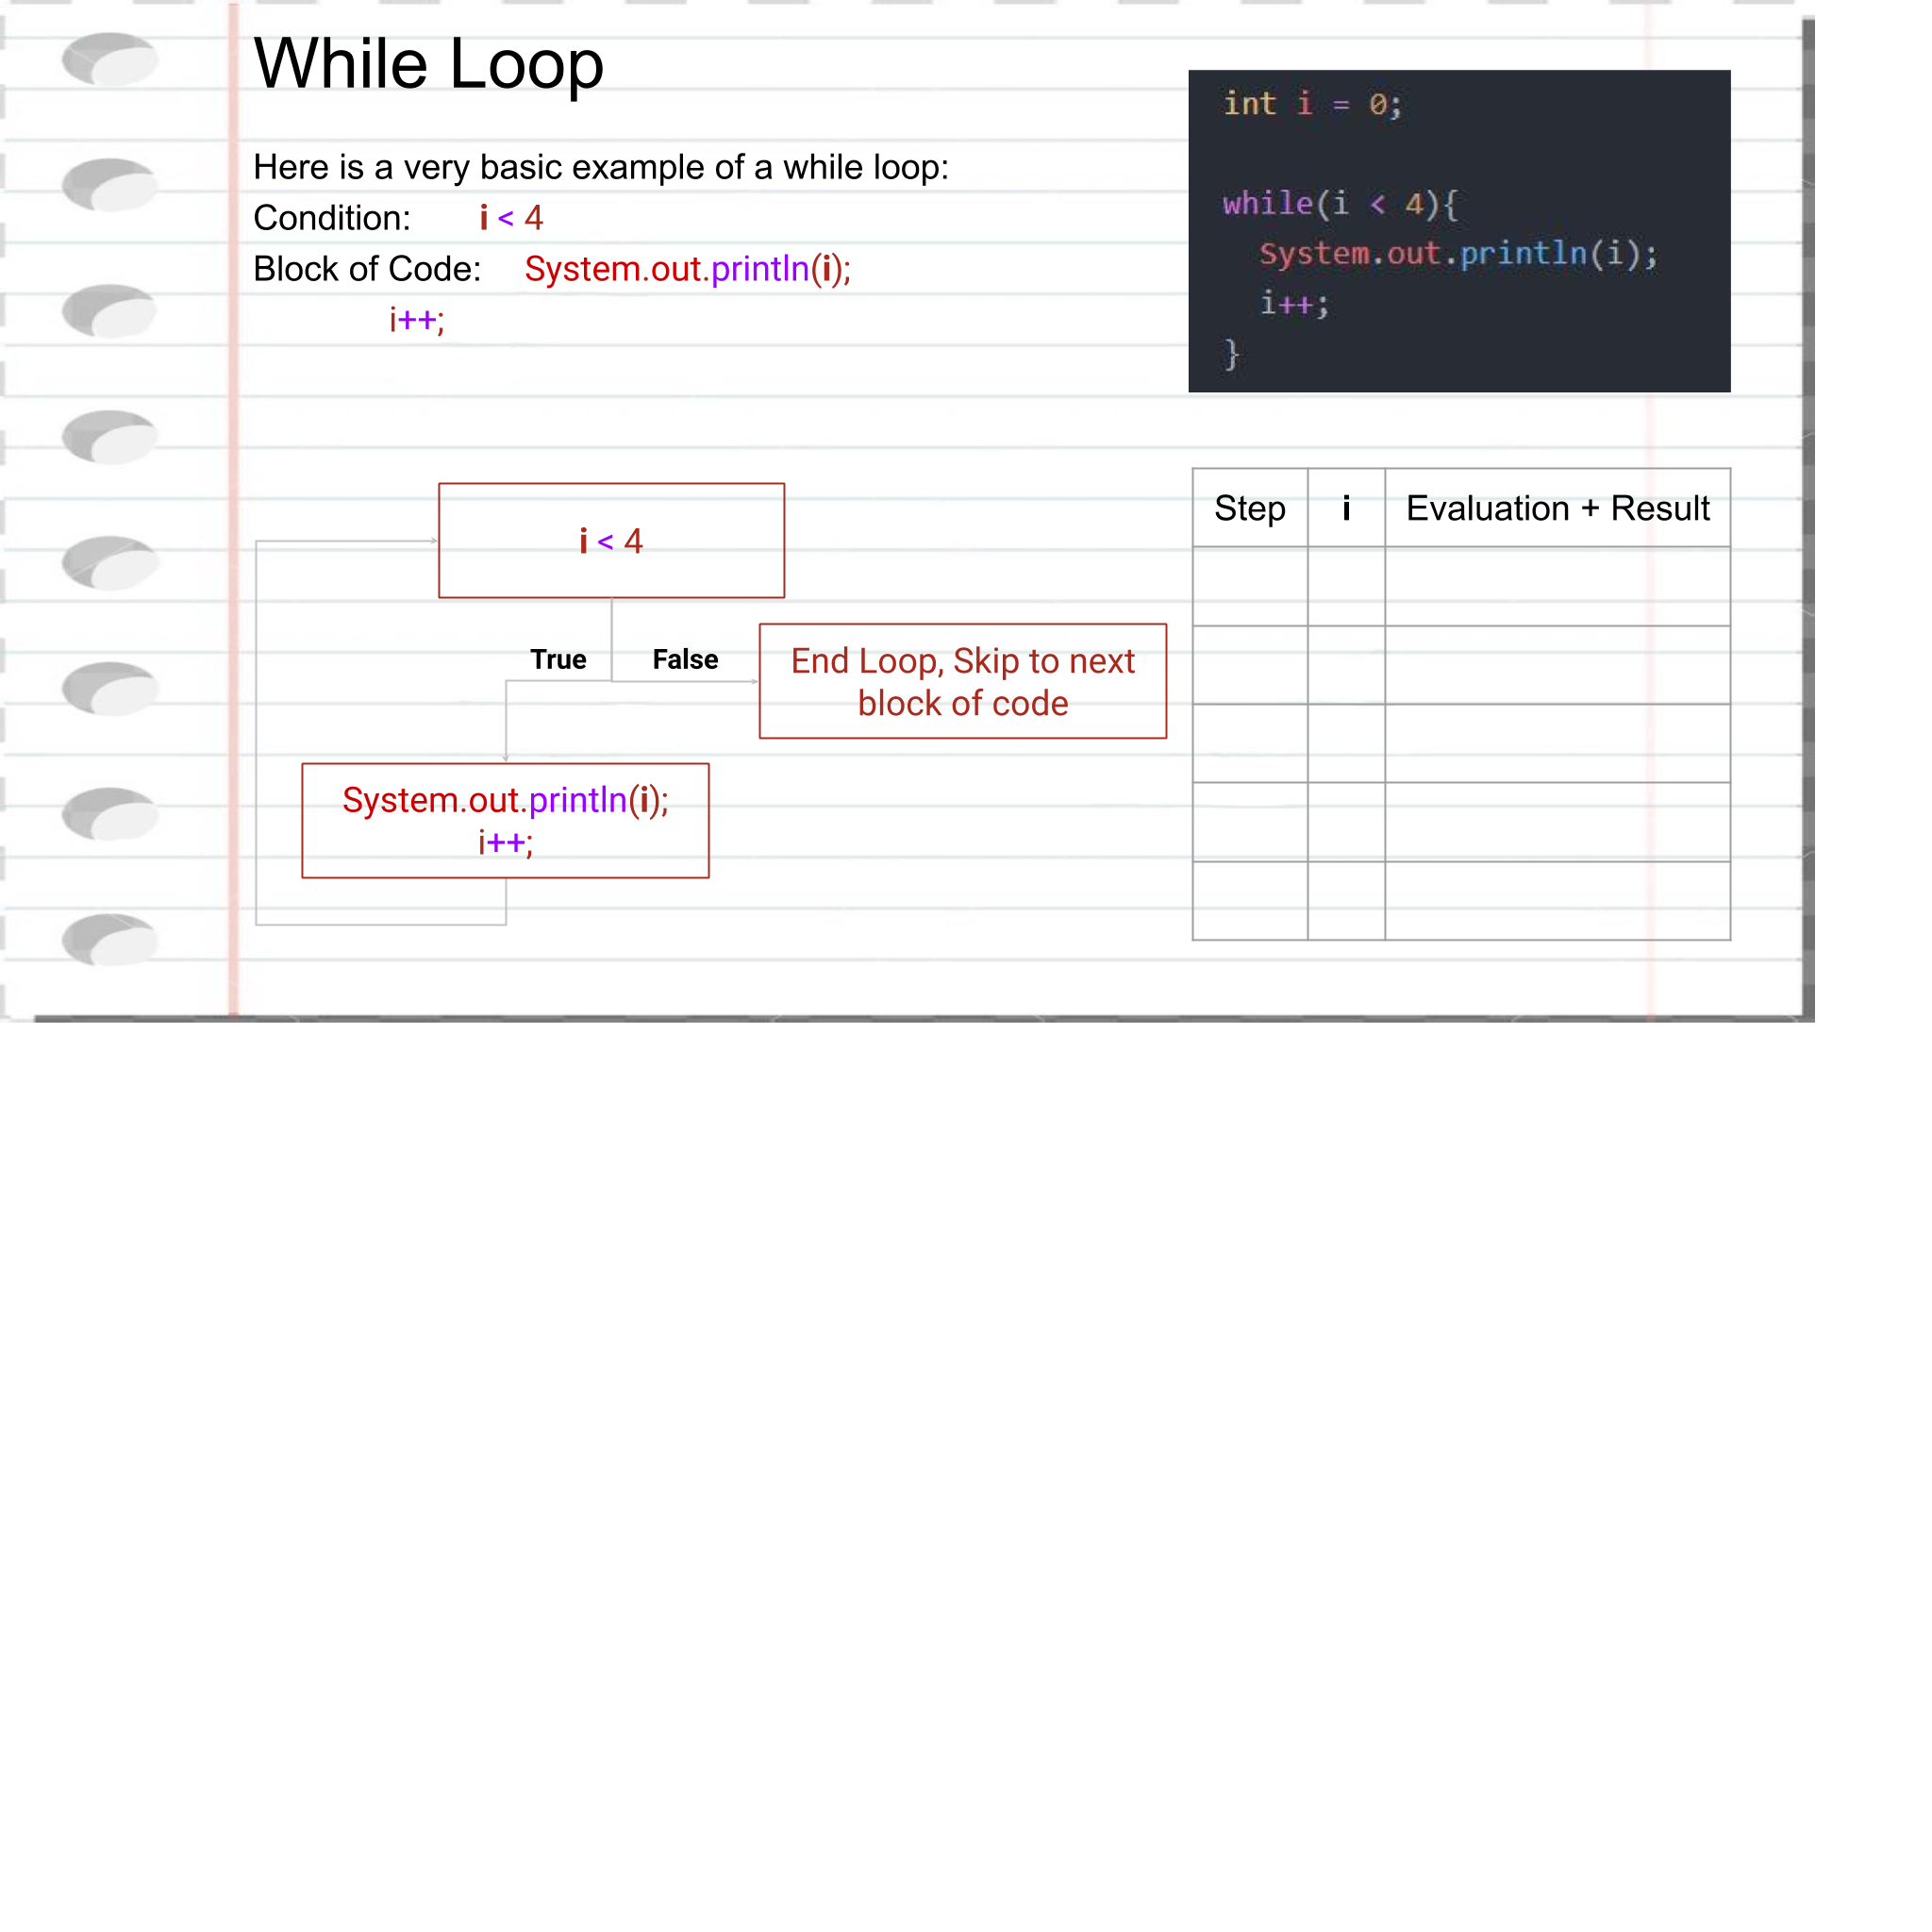 While Loop
Here is a very basic example of a while loop:
Condition: i < 4
Block of Code: System.out.println(i);
i++;
int i = 0;
while(i < 4){
System.out.println(i);
i++;
}
i < 4
True False
End Loop, Skip to next
block of code
System.out.println(i);
i++;
Step i Evaluation + Result